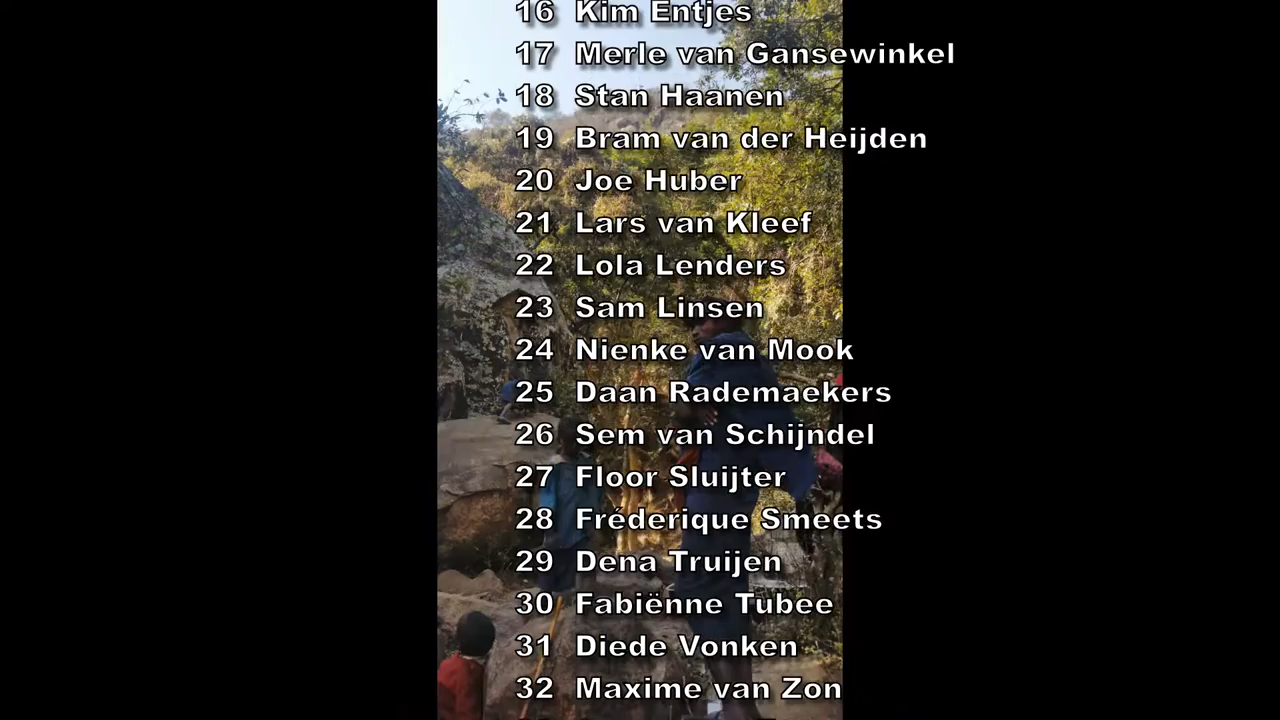 16 Kim Entjes
17 Merle van Gansewinkel
18 Stan Haanen
19 Bram van der Heijden
20 Joe Huber
21 Lars van Kleef
22 Lola Lenders
23 Sam Linsen
24 Nienke van Mook
25 Daan Rademaekers
26 Sem van Schijndel
27 Floor Sluijter
28 Fréderique Smeets
29 Dena Truijen
30 Fabiënne Tubee
31 Diede Vonken
32 Maxime van Zon